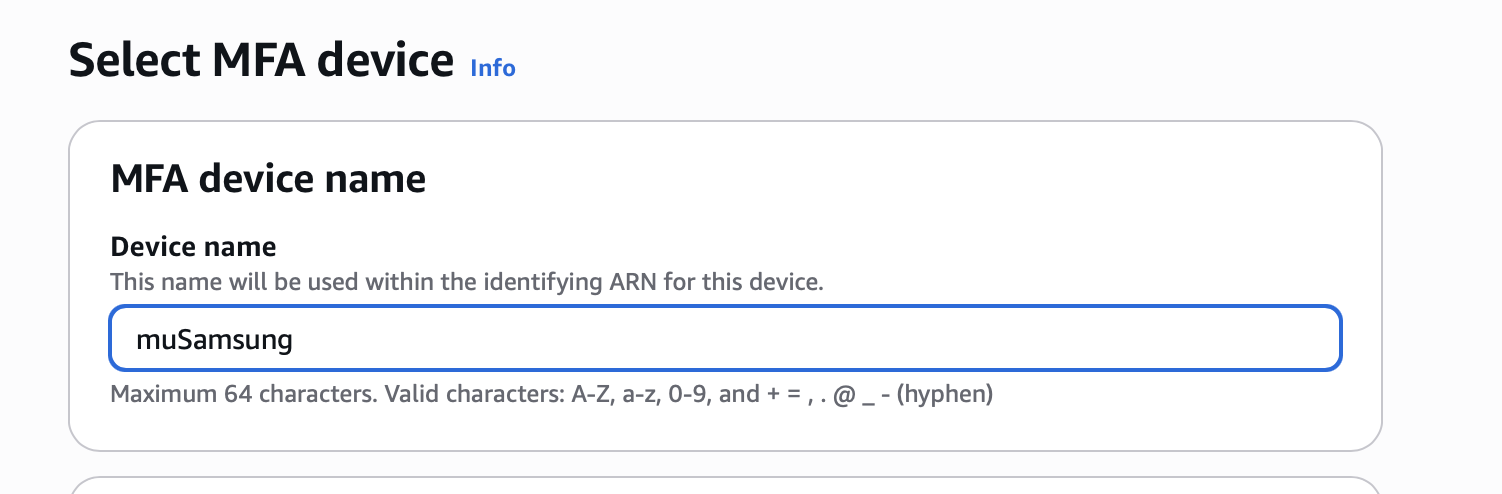 Select MFA device Info
MFA device name
Device name
This name will be used within the identifying ARN for this device.
muSamsung
Maximum 64 characters. Valid characters: A-Z, a-z, 0-9, and + = , . @ _ - (hyphen)